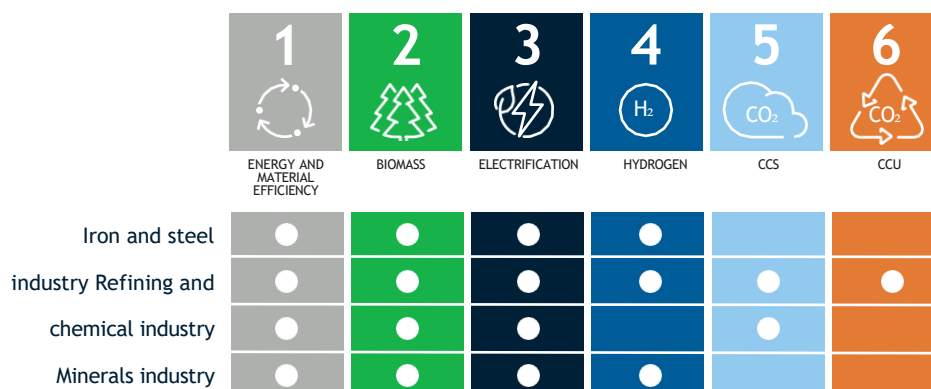 1 2 3 4 5 6
H₂ CO₂ CO₂
ENERGY AND
MATERIAL
EFFICIENCY
BIOMASS
ELECTRIFICATION
HYDROGEN
CCS
CCU
Iron and steel
industry Refining and
chemical industry
Minerals industry